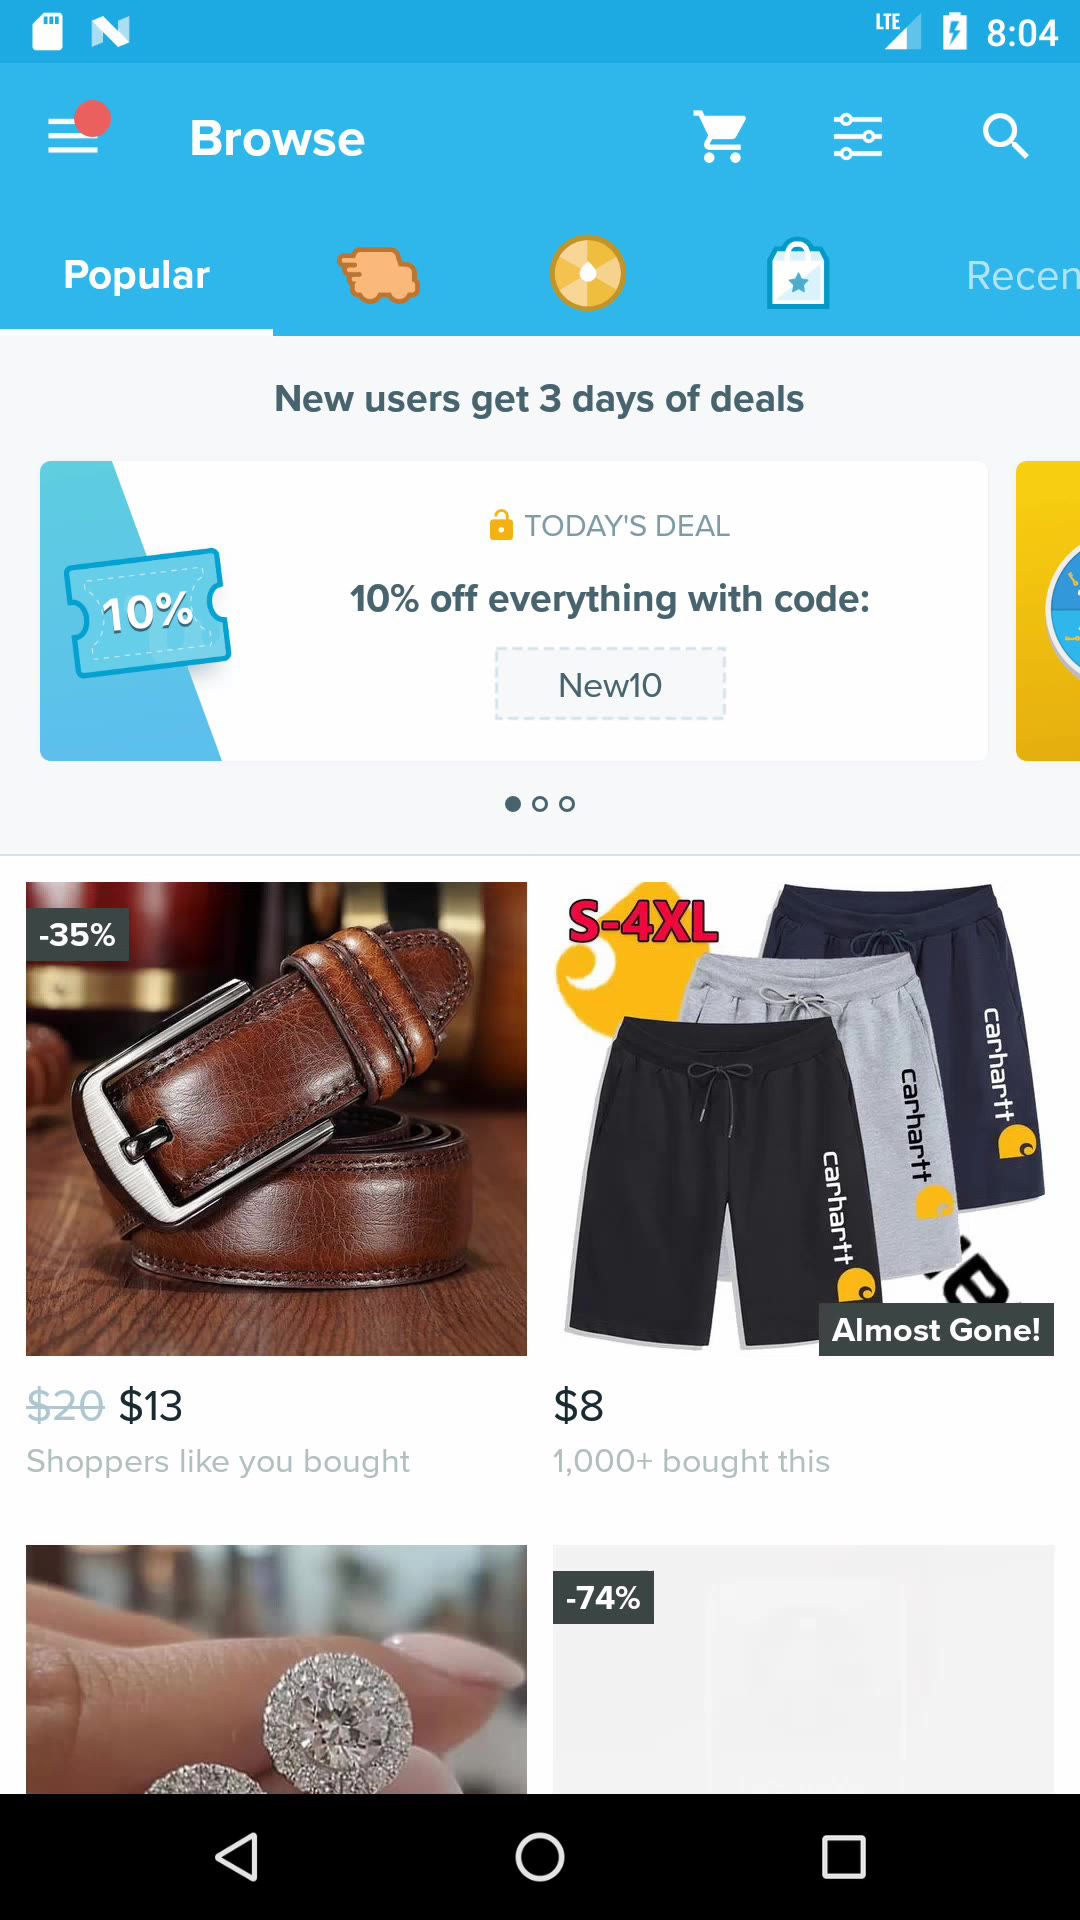 LTE 8:04
Browse
Popular
Recen
New users get 3 days of deals
TODAY'S DEAL
10%
10% off everything with code:
New10
-35%
S-4XL
carhartt
carhartt
carhartt
Almost Gone!
$20 $13
$8
Shoppers like you bought
1,000+ bought this
-74%